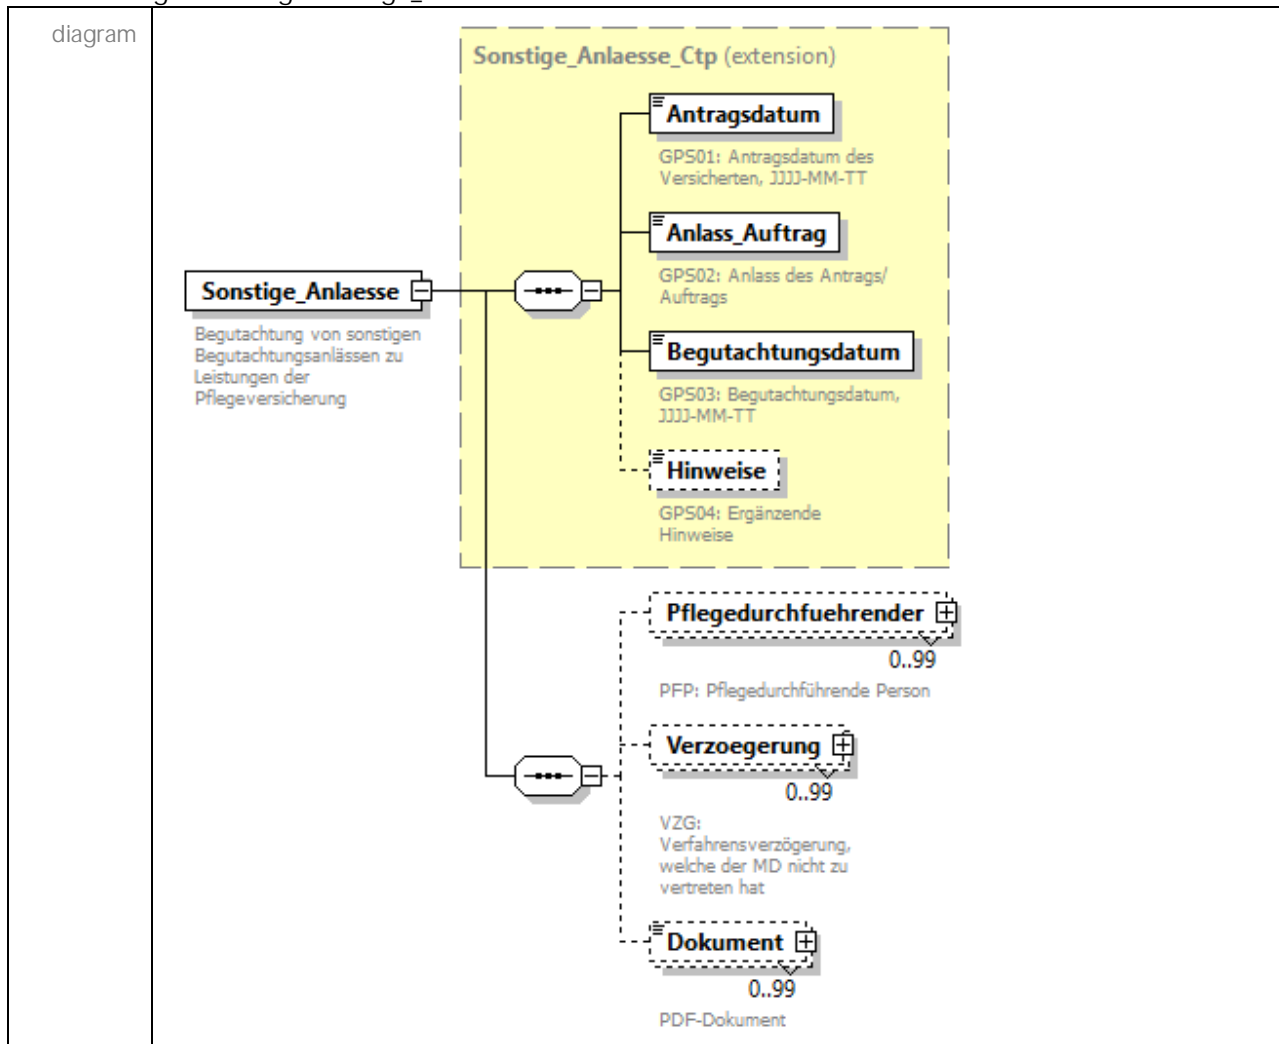 diagram
Sonstige_Anlaesse_Ctp (extension)
Antragsdatum
GPS01: Antragsdatum des
Versicherten, JJJJ-MM-TT
Anlass_Auftrag
GPS02: Anlass des Antrags/
Auftrags
Sonstige_Anlaesse
Begutachtung von sonstigen
Begutachtungsanlässen zu
Leistungen der
Pflegeversicherung
Begutachtungsdatum
GPS03: Begutachtungsdatum,
JJJJ-MM-TT
Hinweise
GPS04: Ergänzende
Hinweise
Pflegedurchfuehrender
0..99
PFP: Pflegedurchführende Person
Verzoegerung
0..99
VZG:
Verfahrensverzögerung,
welche der MD nicht zu
vertreten hat
Dokument
0..99
PDF-Dokument